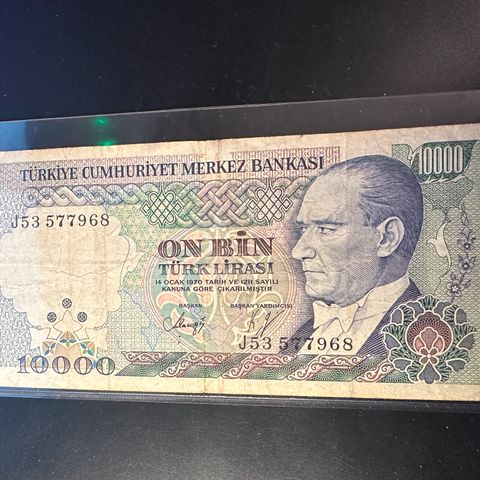 TÜRKİYE CUMHURİYET MERKEZ BANKASI
10000
J53 577968
ON BİN
TÜRK LİRASI
14 OCAK 1970 TARİH VE 1211 SAYILI
KANUNA GÖRE ÇIKARILMIŞTIR
BAŞKAN BAŞKAN YARDIMCISI
J53 577968
10000